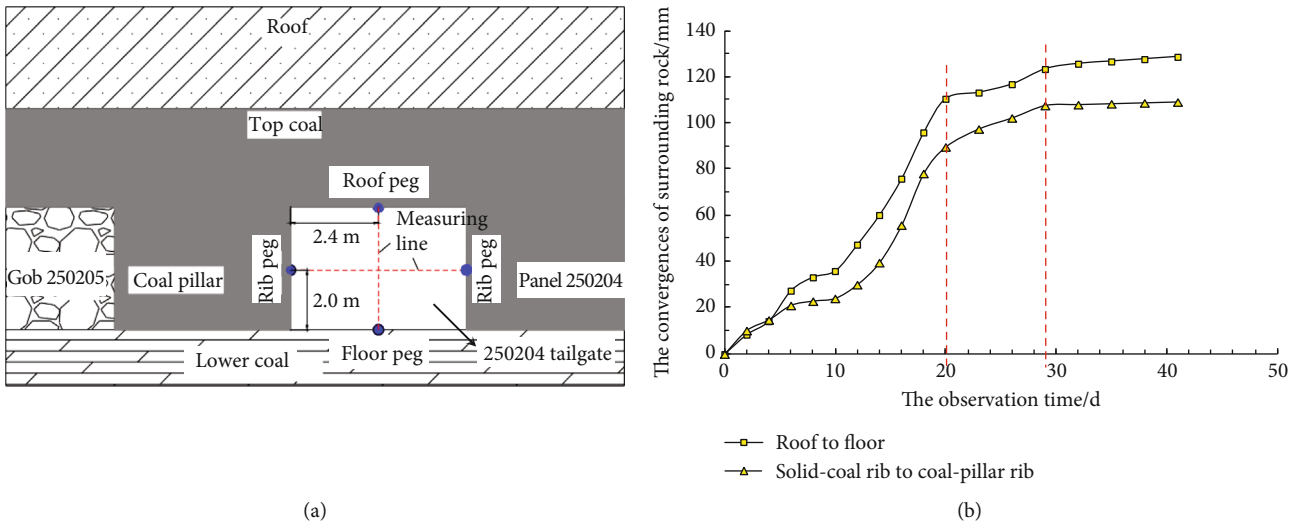 Roof
Top coal
Roof peg
Measuring
line
2.4 m
Rib peg
Rib peg
Gob 250205
Coal pillar
Panel 250204
2.0 m
Lower coal
Floor peg
250204 tailgate
(a)
The convergences of surrounding rock/mm
140
120
100
80
60
40
20
0
0
10
20
30
40
50
The observation time/d
Roof to floor
Solid-coal rib to coal-pillar rib
(b)